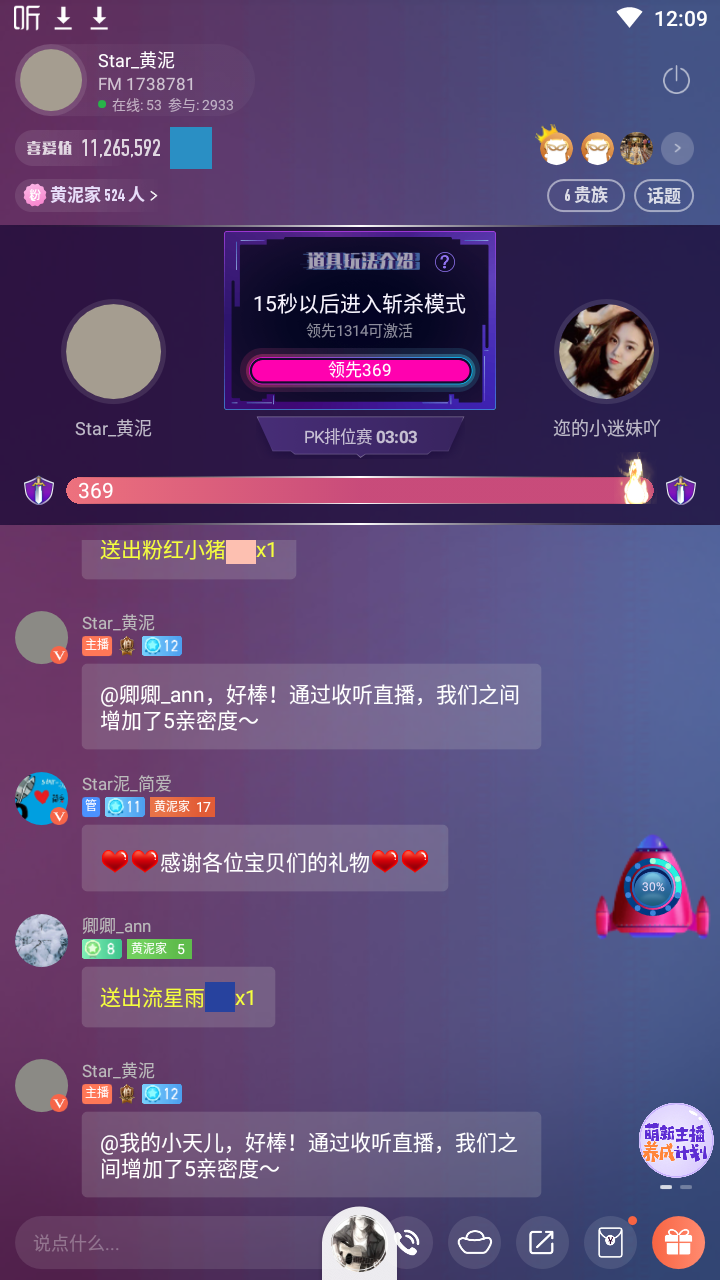 听
12:09
Star_黄泥
FM 1738781
在线: 53 参与: 2933
喜爱值 11,265,592
粉 黄泥家 524 人 >
6 贵族
话题
道具玩法介绍 ?
15秒以后进入斩杀模式
领先1314可激活
领先369
Star_黄泥
迩的小迷妹吖
PK排位赛 03:03
369
送出粉红小猪 x1
Star_黄泥
主播 12
@卿卿_ann，好棒！通过收听直播，我们之间
增加了5亲密度～
Star泥_简爱
管 11 黄泥家 17
感谢各位宝贝们的礼物
30%
卿卿_ann
8 黄泥家 5
送出流星雨 x1
Star_黄泥
主播 12
@我的小天儿，好棒！通过收听直播，我们之
间增加了5亲密度～
萌新主播
养成计划
说点什么...